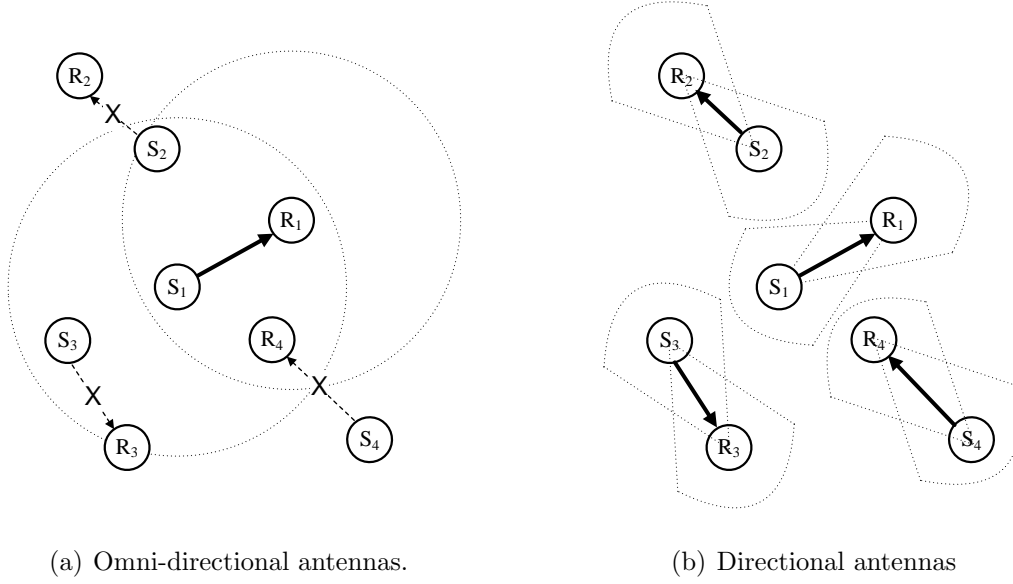 R2
X
S2
R1
S1
S3
R4
X
X
R3
S4
R2
S2
R1
S1
S3
R4
R3
S4
(a) Omni-directional antennas.
(b) Directional antennas